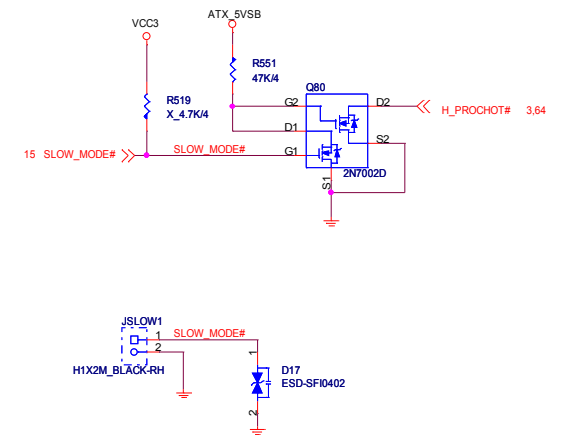 ATX_5VSB
VCC3
R551
47K/4
R519
X_4.7K/4
Q80
G2
D2
H_PROCHOT# 3,64
D1
S2
15 SLOW_MODE#
SLOW_MODE#
G1
2N7002D
S1
JSLOW1
SLOW_MODE#
1
2
H1X2M_BLACK-RH
1
D17
ESD-SFI0402
2